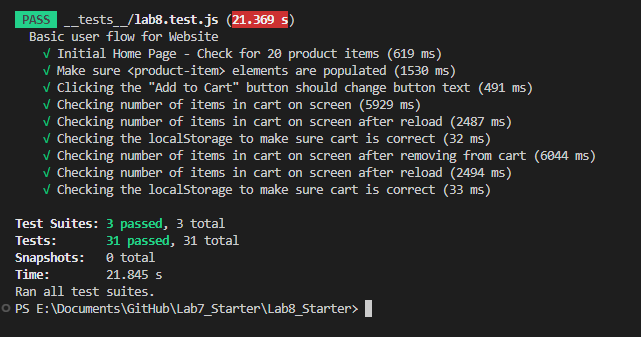 PASS __tests__/lab8.test.js (21.369 s)
Basic user flow for Website
√ Initial Home Page - Check for 20 product items (619 ms)
√ Make sure <product-item> elements are populated (1530 ms)
√ Clicking the "Add to Cart" button should change button text (491 ms)
√ Checking number of items in cart on screen (5929 ms)
√ Checking number of items in cart on screen after reload (2487 ms)
√ Checking the localStorage to make sure cart is correct (32 ms)
√ Checking number of items in cart on screen after removing from cart (6044 ms)
√ Checking number of items in cart on screen after reload (2494 ms)
√ Checking the localStorage to make sure cart is correct (33 ms)
Test Suites: 3 passed, 3 total
Tests: 31 passed, 31 total
Snapshots: 0 total
Time: 21.845 s
Ran all test suites.
PS E:\Documents\GitHub\Lab7_Starter\Lab8_Starter>